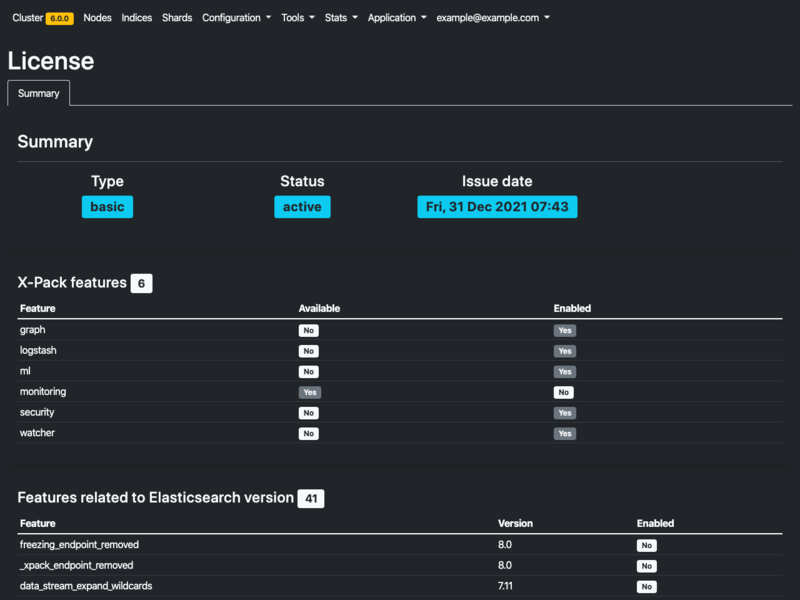 Cluster 6.0.0 Nodes Indices Shards Configuration Tools Stats Application example@example.com
License
Summary
Summary
Type Status Issue date
basic active Fri, 31 Dec 2021 07:43
X-Pack features 6
Feature Available Enabled
graph No Yes
logstash No Yes
ml No Yes
monitoring Yes No
security No Yes
watcher No Yes
Features related to Elasticsearch version 41
Feature Version Enabled
freezing_endpoint_removed 8.0 No
_xpack_endpoint_removed 8.0 No
data_stream_expand_wildcards 7.11 No